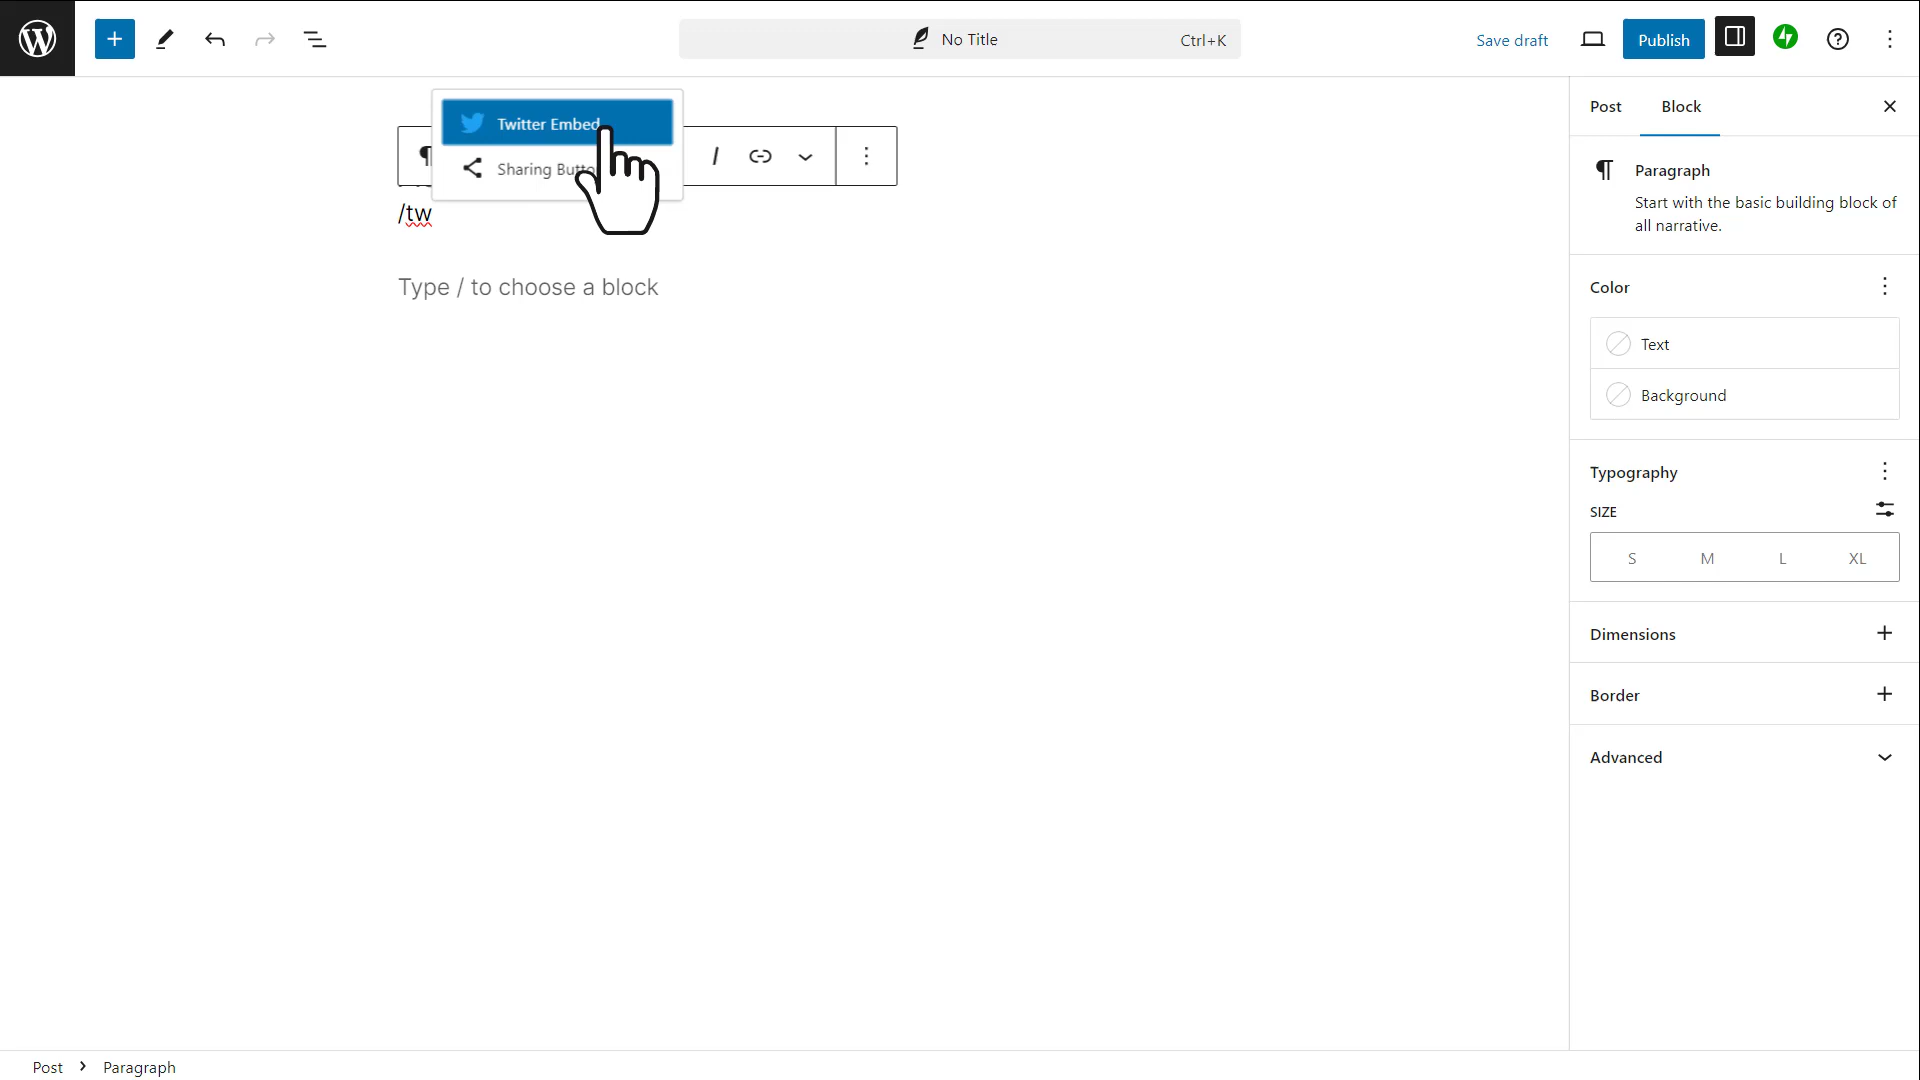 No Title
Ctrl+K
Save draft
Publish
Twitter Embed
Sharing
/tw
Type / to choose a block
Post
Block
Paragraph
Start with the basic building block of
all narrative.
Color
Text
Background
Typography
SIZE
S M L XL
Dimensions
Border
Advanced
Post
Paragraph